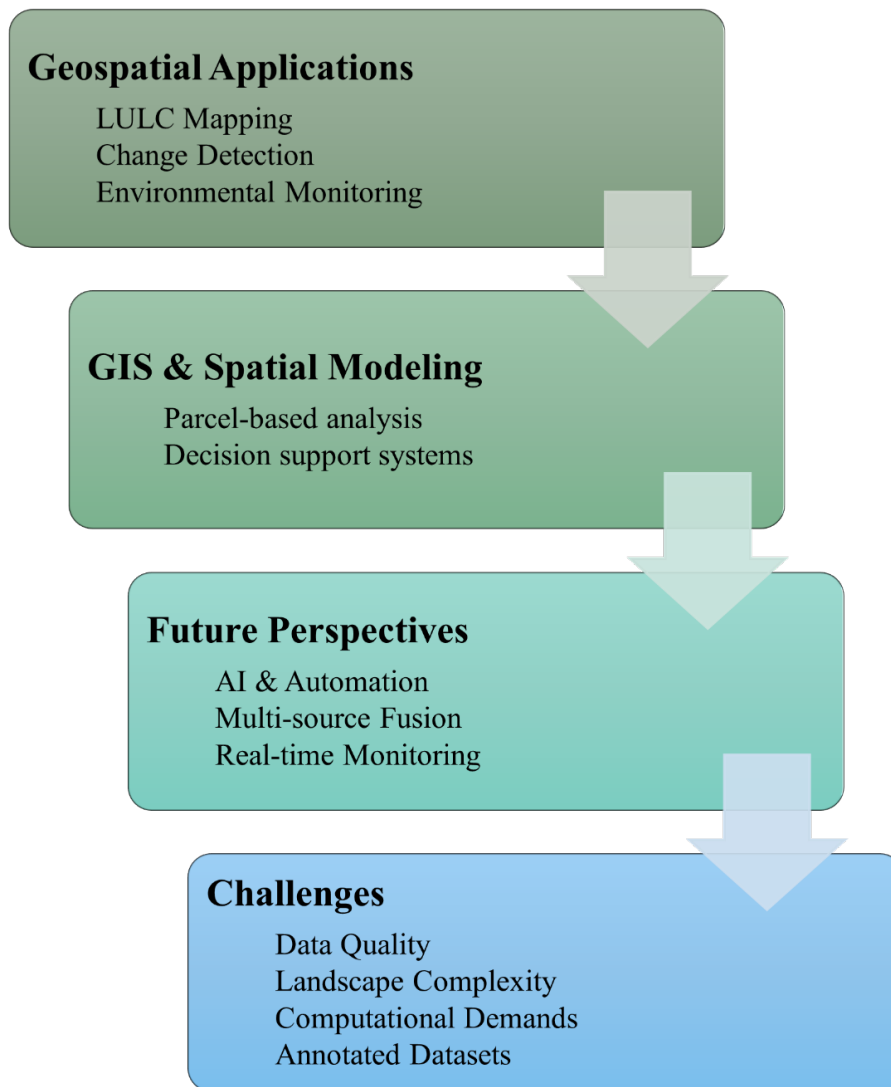 Geospatial Applications
LULC Mapping
Change Detection
Environmental Monitoring
GIS & Spatial Modeling
Parcel-based analysis
Decision support systems
Future Perspectives
AI & Automation
Multi-source Fusion
Real-time Monitoring
Challenges
Data Quality
Landscape Complexity
Computational Demands
Annotated Datasets